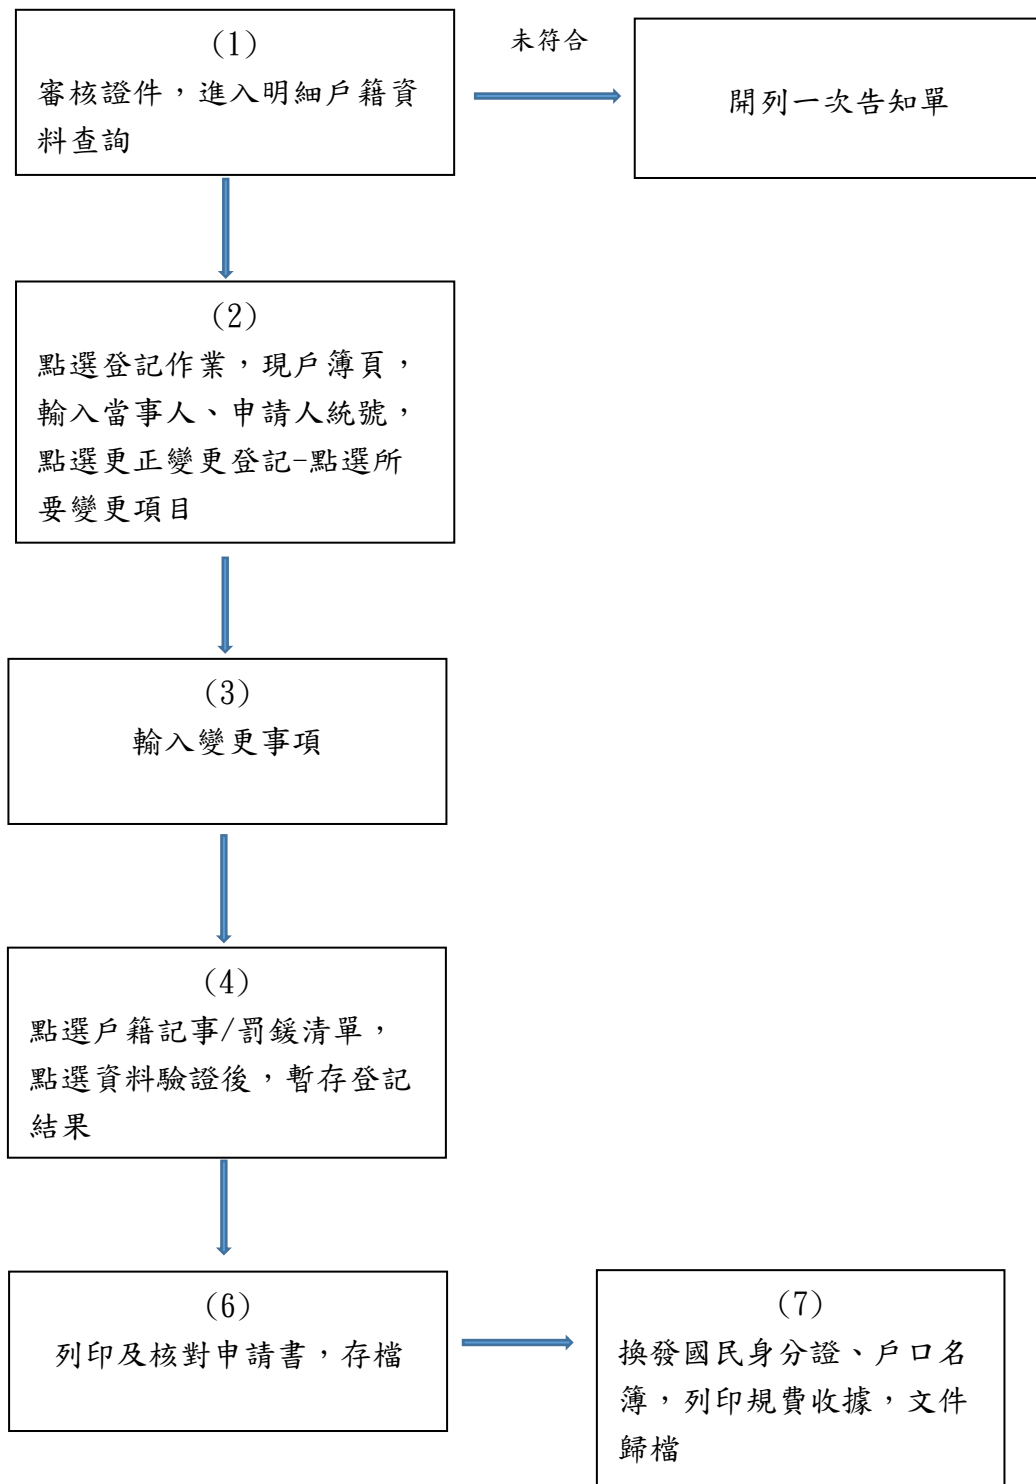 (1)
審核證件，進入明細戶籍資
料查詢
未符合
開列一次告知單
(2)
點選登記作業，現戶簿頁，
輸入當事人、申請人統號，
點選更正變更登記-點選所
要變更項目
(3)
輸入變更事項
(4)
點選戶籍記事/罰鍰清單，
點選資料驗證後，暫存登記
結果
(6)
列印及核對申請書，存檔
(7)
換發國民身分證、戶口名
簿，列印規費收據，文件
歸檔